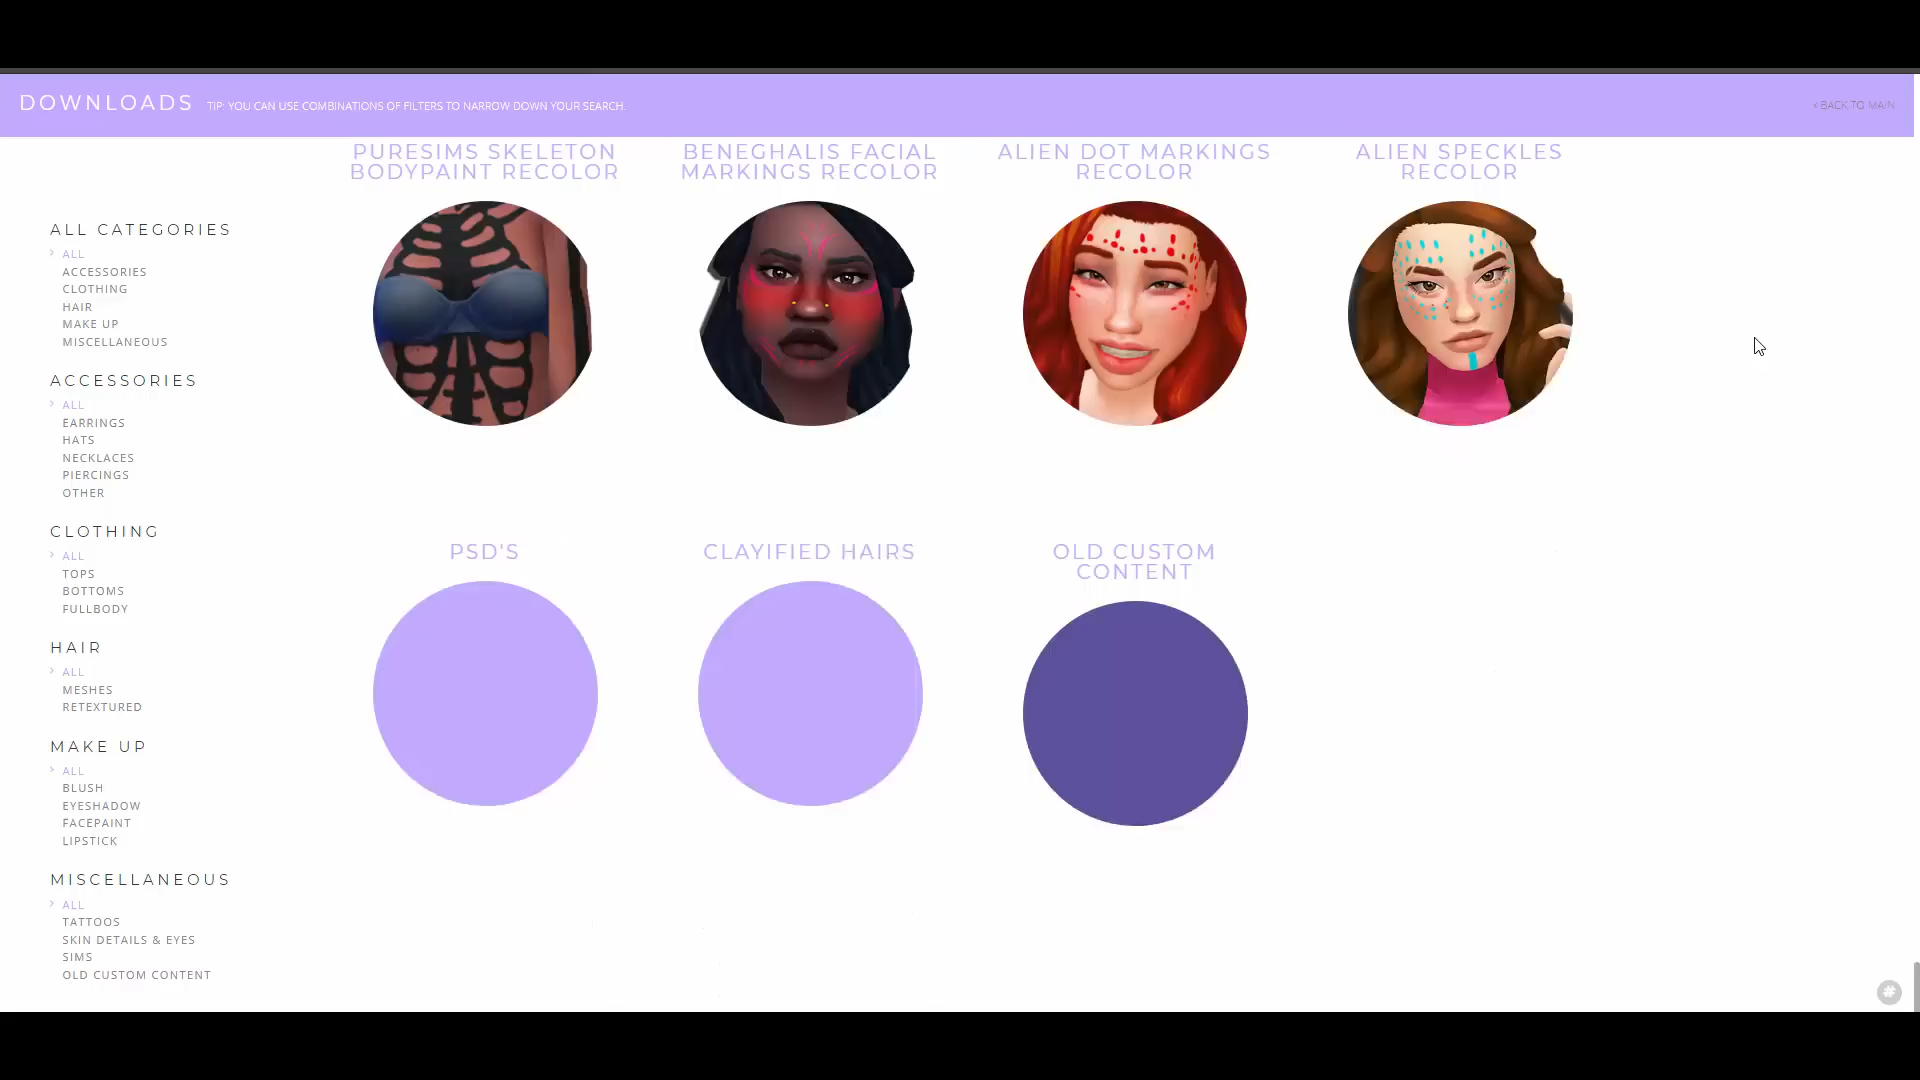 DOWNLOADS TIP: YOU CAN USE COMBINATIONS OF FILTERS TO NARROW DOWN YOUR SEARCH.
‹ BACK TO MAIN
ALL CATEGORIES
› ALL
ACCESSORIES
CLOTHING
HAIR
MAKE UP
MISCELLANEOUS
ACCESSORIES
› ALL
EARRINGS
HATS
NECKLACES
PIERCINGS
OTHER
CLOTHING
› ALL
TOPS
BOTTOMS
FULLBODY
HAIR
› ALL
MESHES
RETEXTURED
MAKE UP
› ALL
BLUSH
EYESHADOW
FACEPAINT
LIPSTICK
MISCELLANEOUS
› ALL
TATTOOS
SKIN DETAILS & EYES
SIMS
OLD CUSTOM CONTENT
PURESIMS SKELETON
BODYPAINT RECOLOR
BENEGHALIS FACIAL
MARKINGS RECOLOR
ALIEN DOT MARKINGS
RECOLOR
ALIEN SPECKLES
RECOLOR
PSD'S
CLAYIFIED HAIRS
OLD CUSTOM
CONTENT
#